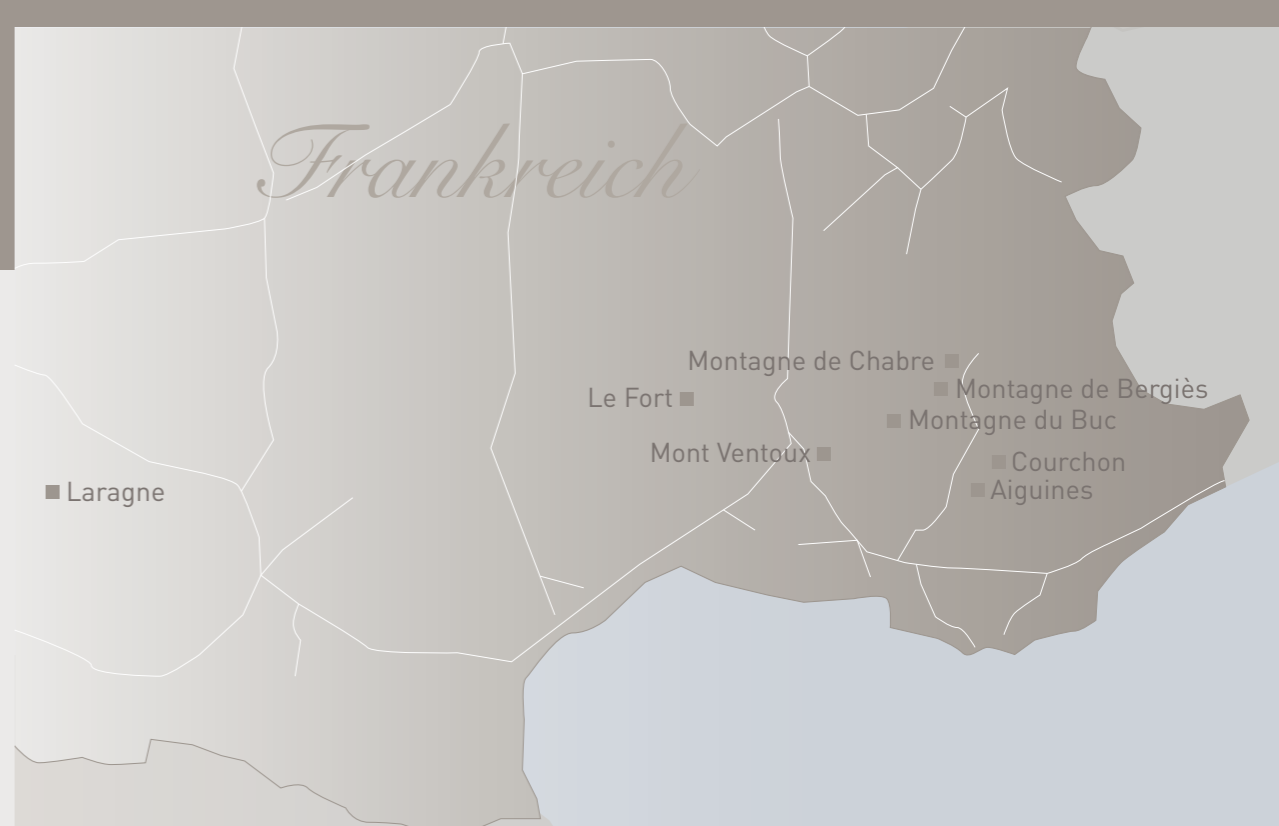 Frankreich
Montagne de Chabre
Montagne de Bergiès
Le Fort
Montagne du Buc
Mont Ventoux
Courchon
Laragne
Aiguines